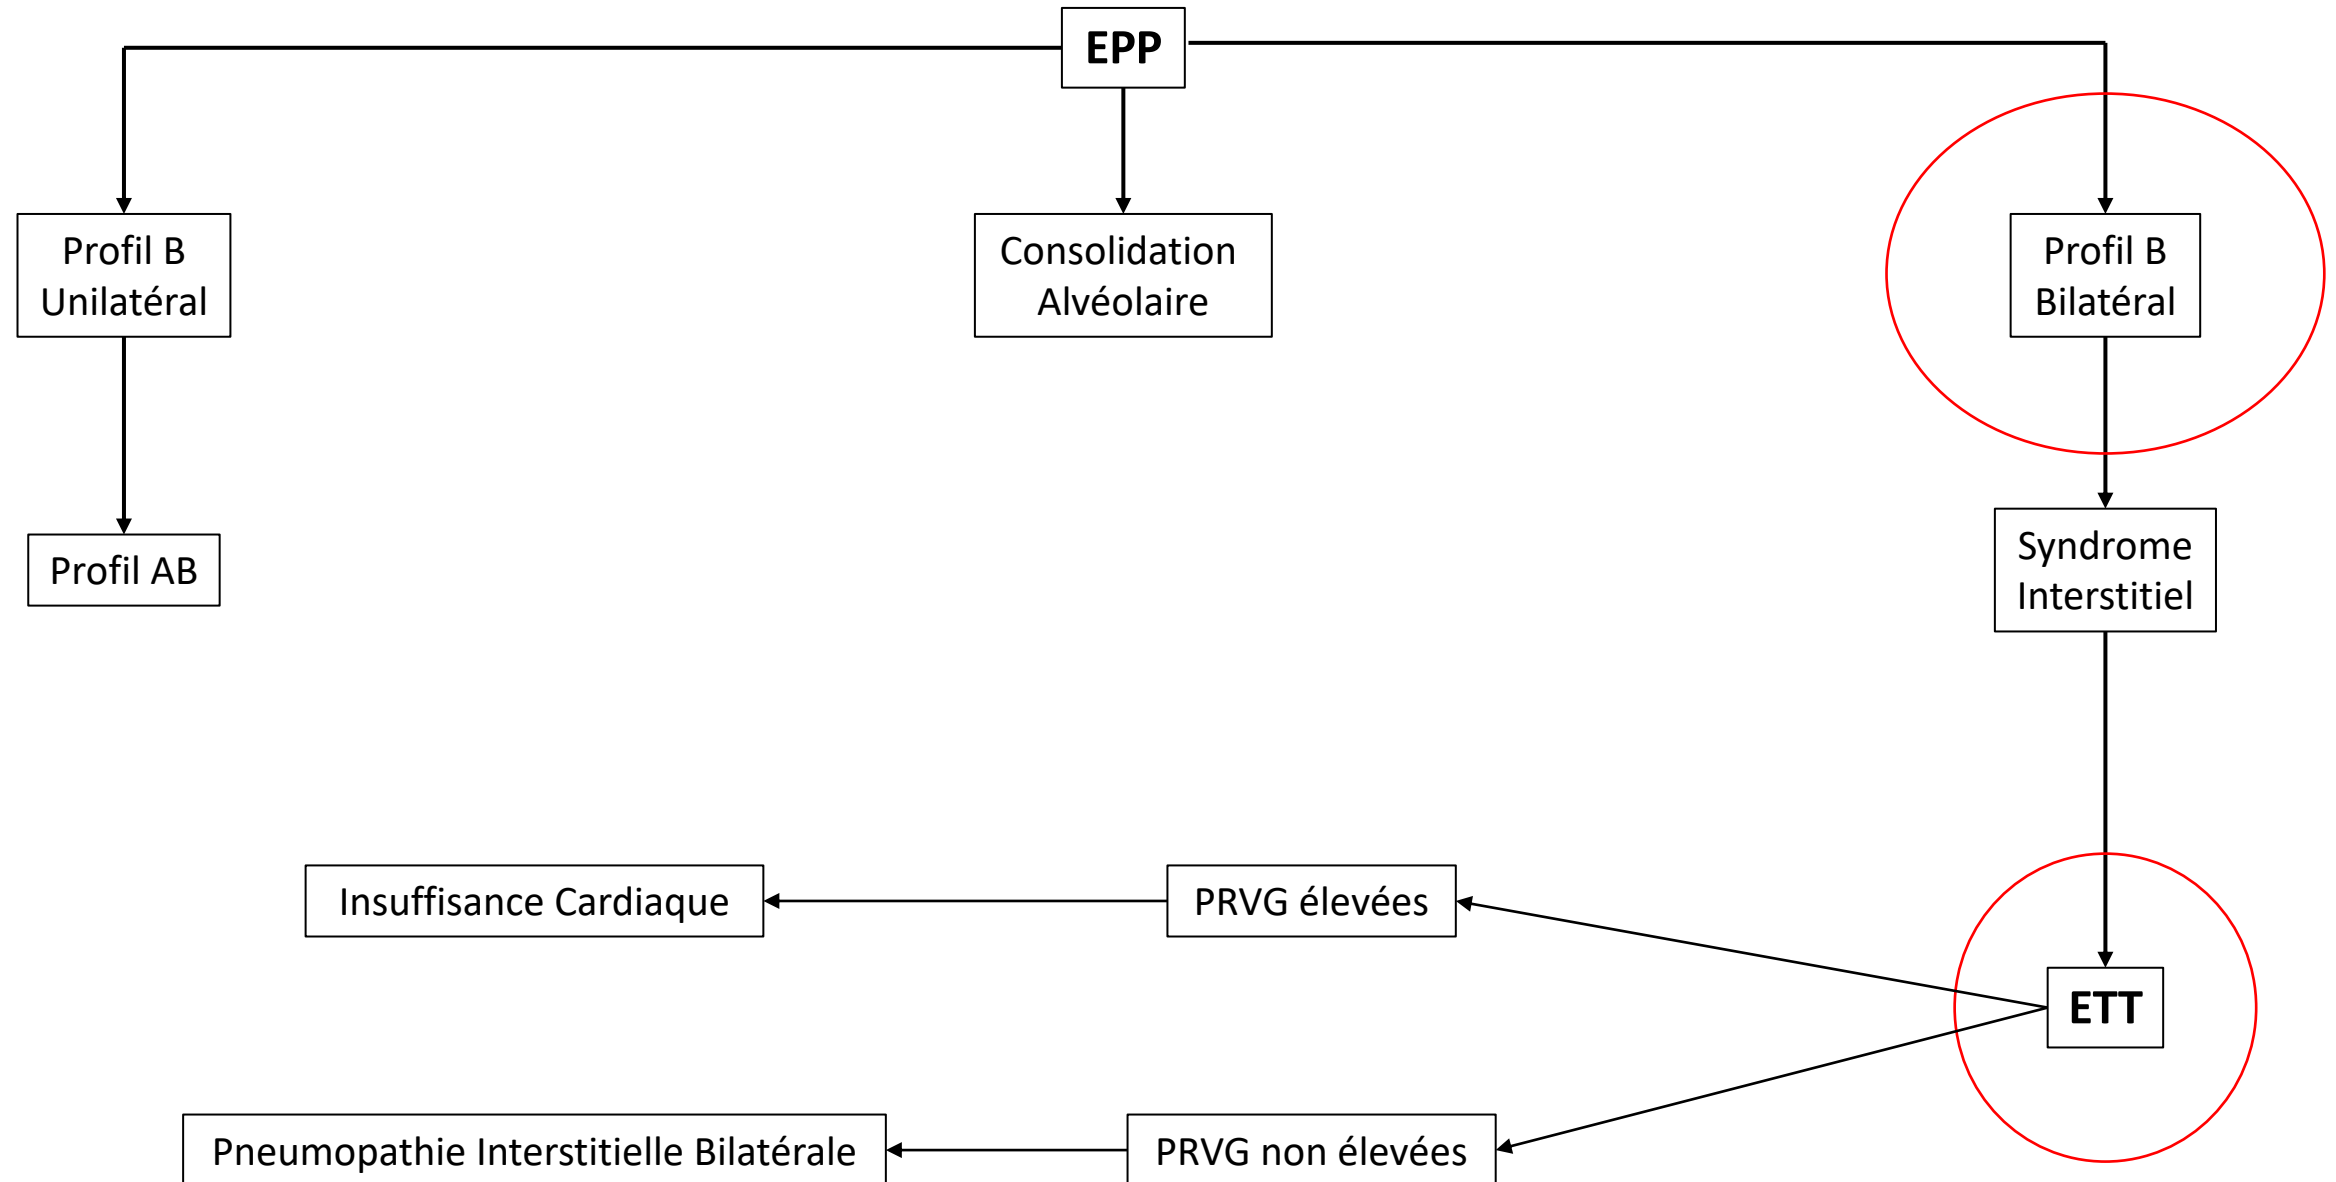 EPP
Profil B
Unilatéral
Consolidation
Alvéolaire
Profil B
Bilatéral
Profil AB
Syndrome
Interstitiel
Insuffisance Cardiaque
PRVG élevées
ETT
Pneumopathie Interstitielle Bilatérale
PRVG non élevées